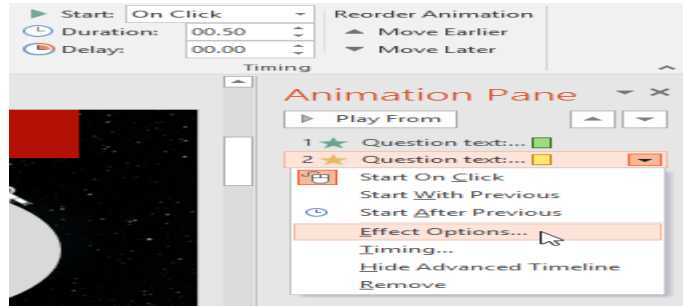 Start: On Click
Duration: 00.50
Delay: 00.00
Reorder Animation
Move Earlier
Move Later
Timing
Animation Pane
Play From
1 Question text:...
2 Question text:...
Start On Click
Start With Previous
Start After Previous
Effect Options...
Timing...
Hide Advanced Timeline
Remove